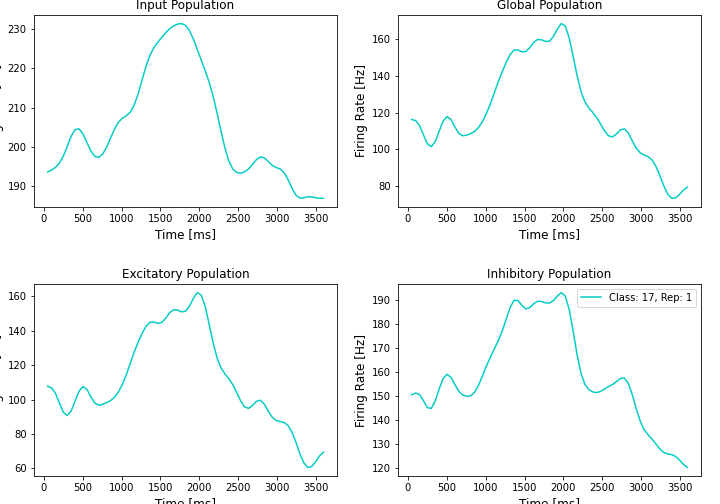 Input Population
230
220
210
200
190
0 500 1000 1500 2000 2500 3000 3500
Time [ms]
Global Population
Firing Rate [Hz]
160
140
120
100
80
0 500 1000 1500 2000 2500 3000 3500
Time [ms]
Excitatory Population
160
140
120
100
80
60
0 500 1000 1500 2000 2500 3000 3500
Time [ms]
Inhibitory Population
Class: 17, Rep: 1
Firing Rate [Hz]
190
180
170
160
150
140
130
120
0 500 1000 1500 2000 2500 3000 3500
Time [ms]